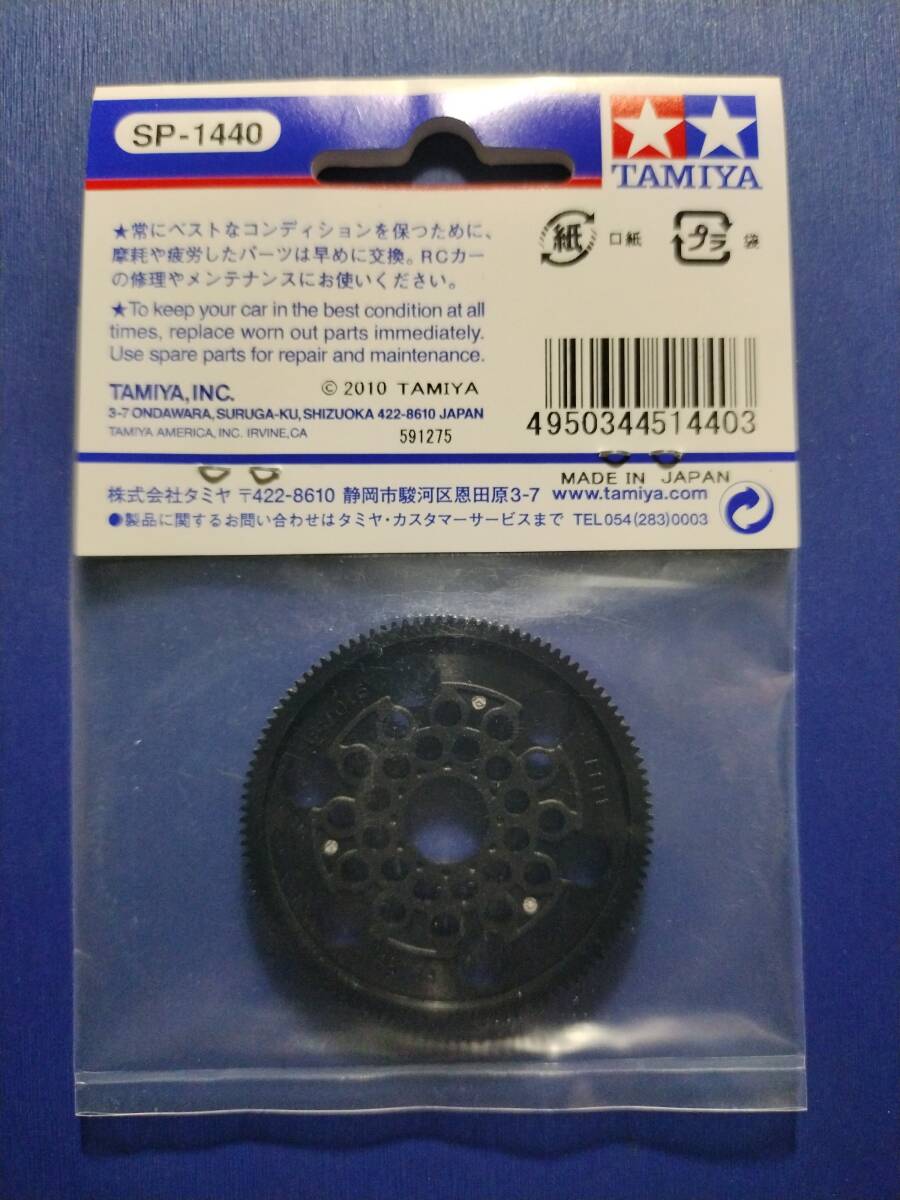 SP-1440
TAMIYA
★常にベストなコンディションを保つために、
摩耗や疲労したパーツは早めに交換。RCカー
の修理やメンテナンスにお使いください。
紙 口紙 プラ 袋
★To keep your car in the best condition at all
times, replace worn out parts immediately.
Use spare parts for repair and maintenance.
TAMIYA, INC. © 2010 TAMIYA
3-7 ONDAWARA, SURUGA-KU, SHIZUOKA 422-8610 JAPAN
TAMIYA AMERICA, INC. IRVINE, CA 591275
4950344514403
MADE IN JAPAN
株式会社タミヤ 〒422-8610 静岡市駿河区恩田原3-7 www.tamiya.com
●製品に関するお問い合わせはタミヤ・カスタマーサービスまで TEL 054(283)0003